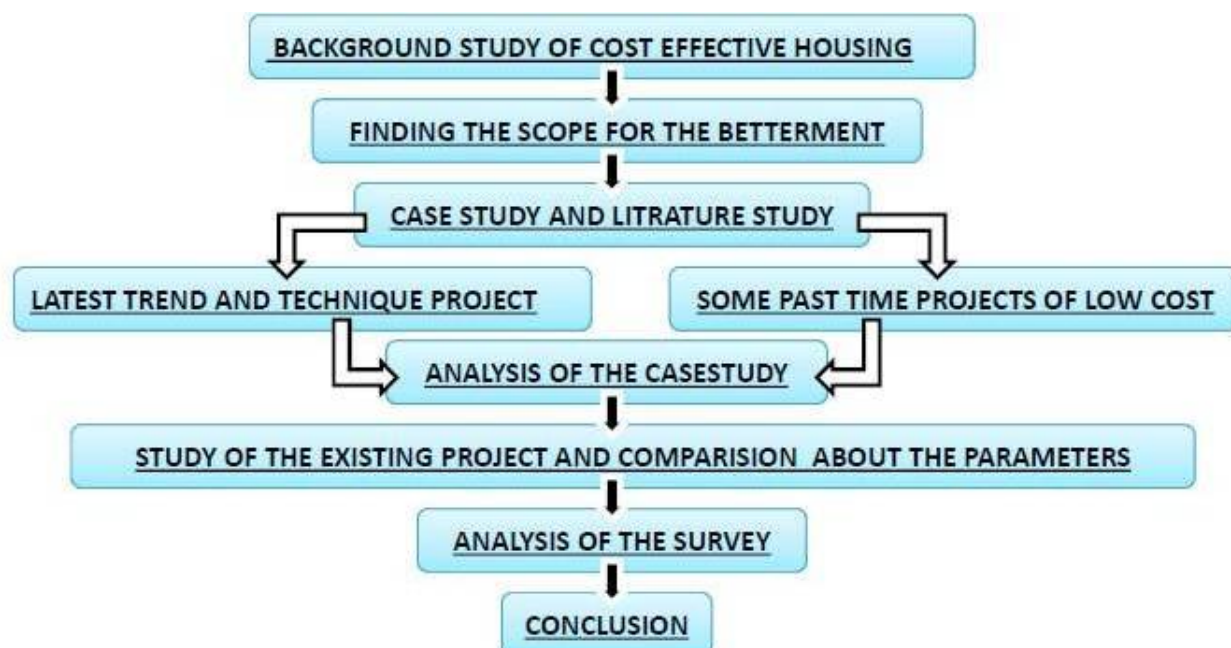 BACKGROUND STUDY OF COST EFFECTIVE HOUSING
FINDING THE SCOPE FOR THE BETTERMENT
CASE STUDY AND LITRATURE STUDY
LATEST TREND AND TECHNIQUE PROJECT
SOME PAST TIME PROJECTS OF LOW COST
ANALYSIS OF THE CASESTUDY
STUDY OF THE EXISTING PROJECT AND COMPARISION ABOUT THE PARAMETERS
ANALYSIS OF THE SURVEY
CONCLUSION